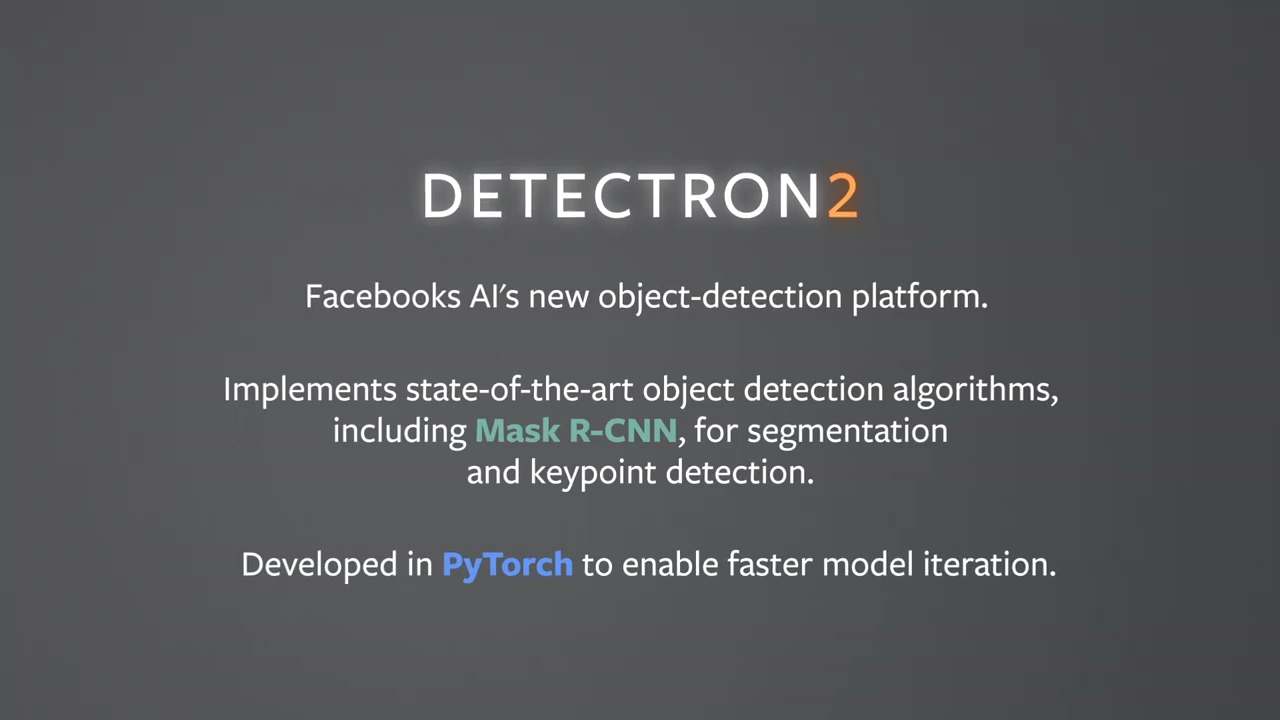 DETECTRON2
Facebooks AI's new object-detection platform.
Implements state-of-the-art object detection algorithms,
including Mask R-CNN, for segmentation
and keypoint detection.
Developed in PyTorch to enable faster model iteration.